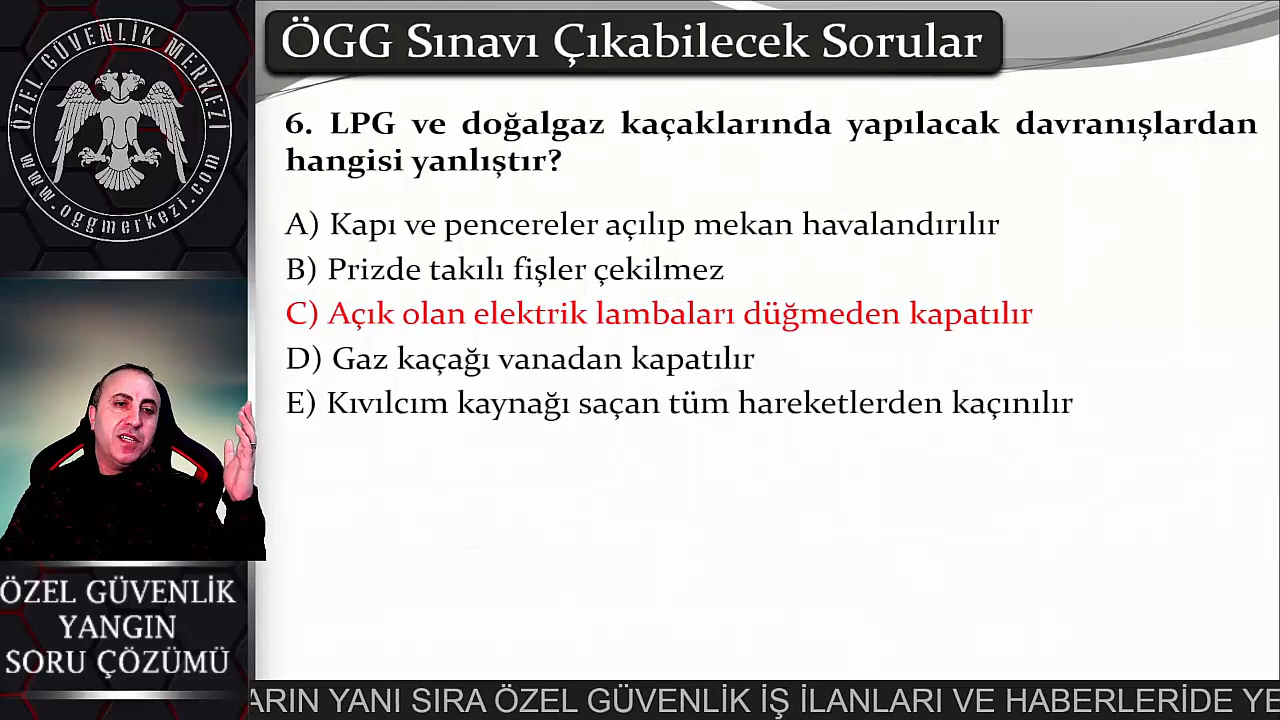 ÖZEL GÜVENLİK MERKEZİ
www.oggmerkezi.com
ÖGG Sınavı Çıkabilecek Sorular
6. LPG ve doğalgaz kaçaklarında yapılacak davranışlardan
hangisi yanlıştır?
A) Kapı ve pencereler açılıp mekan havalandırılır
B) Prizde takılı fişler çekilmez
C) Açık olan elektrik lambaları düğmeden kapatılır
D) Gaz kaçağı vanadan kapatılır
E) Kıvılcım kaynağı saçan tüm hareketlerden kaçınılır
ÖZEL GÜVENLİK
YANGIN
SORU ÇÖZÜMÜ
ARIN YANI SIRA ÖZEL GÜVENLİK İŞ İLANLARI VE HABERLERİDE YE